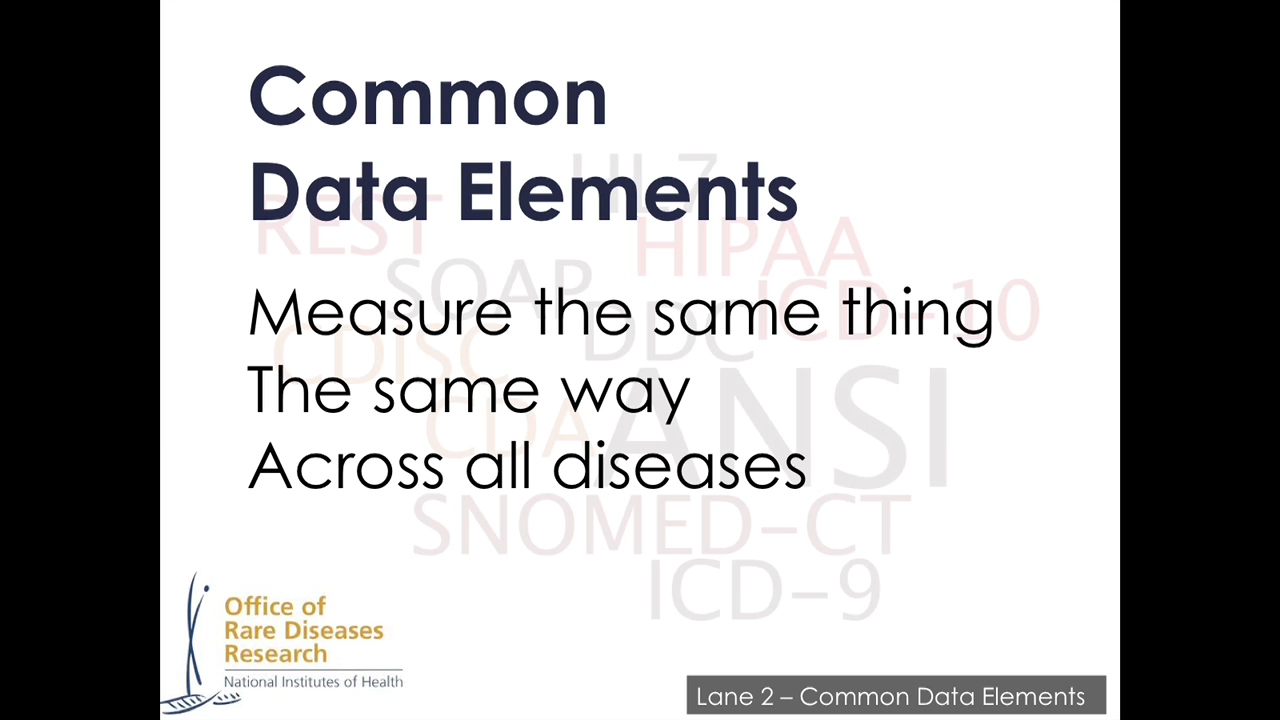 Common
Data Elements
HL7
REST
HIPAA
SOAP
ICD-10
Measure the same thing
DDC
CDISC
The same way
ANSI
CDA
Across all diseases
SNOMED-CT
ICD-9
Office of
Rare Diseases
Research
National Institutes of Health
Lane 2 – Common Data Elements